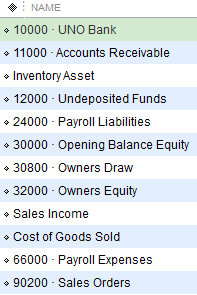 NAME
10000 · UNO Bank
11000 · Accounts Receivable
Inventory Asset
12000 · Undeposited Funds
24000 · Payroll Liabilities
30000 · Opening Balance Equity
30800 · Owners Draw
32000 · Owners Equity
Sales Income
Cost of Goods Sold
66000 · Payroll Expenses
90200 · Sales Orders